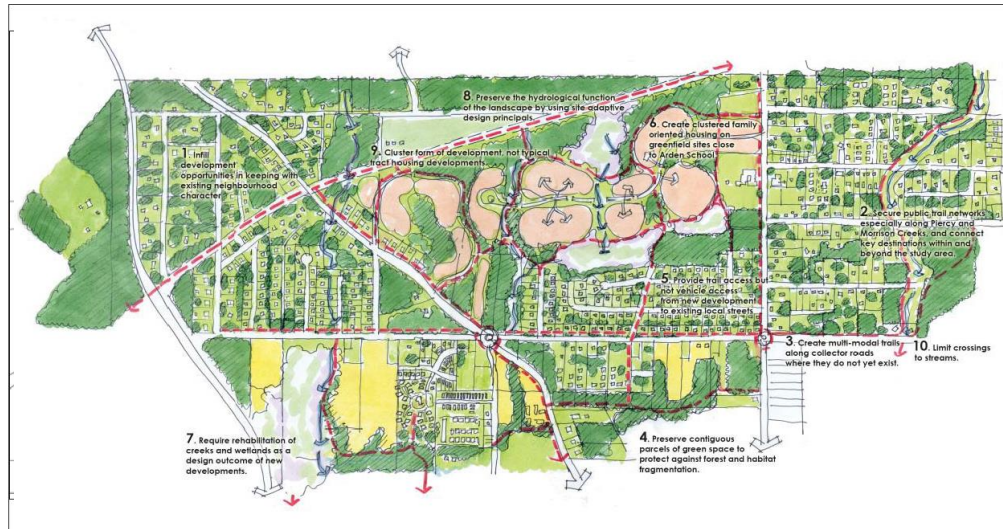 1. Infill
development
opportunities in keeping with
existing neighbourhood
character
8. Preserve the hydrological function
of the landscape by using site adaptive
design principals.
9. Cluster form of development, not typical
tract housing developments.
6. Create clustered family
oriented housing on
greenfield sites close
to Arden School
2. Secure public trail networks
especially along Piercy and
Morrison Creeks, and connect
key destinations within and
beyond the study area.
5. Provide trail access but
not vehicle access
from new development
to existing local streets
3. Create multi-modal trails
along collector roads
where they do not yet exist.
10. Limit crossings
to streams.
7. Require rehabilitation of
creeks and wetlands as a
design outcome of new
developments.
4. Preserve contiguous
parcels of green space to
protect against forest and habitat
fragmentation.